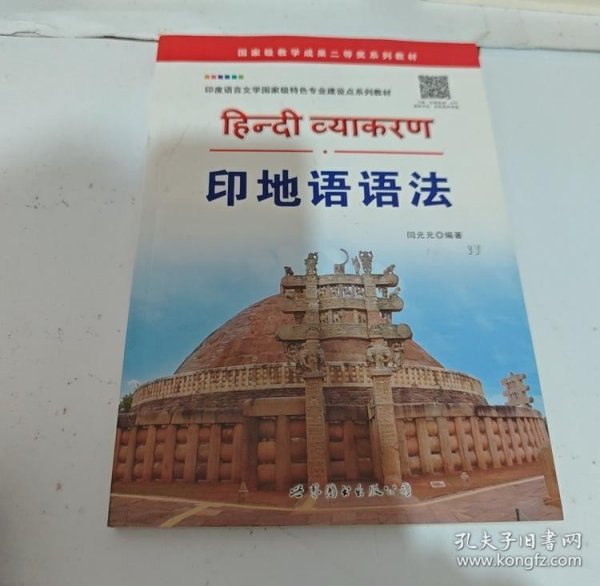 国家级教学成果二等奖系列教材
印度语言文学国家级特色专业建设点系列教材
हिन्दी व्याकरण
印地语语法
闫元元◎编著
世界图书出版公司
孔夫子旧书网
www.kongfz.com